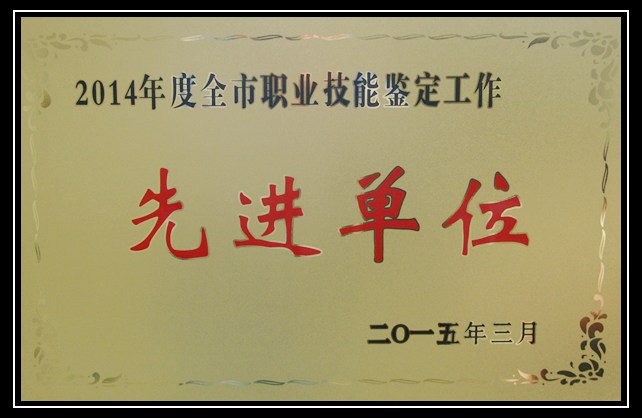 2014年度全市职业技能鉴定工作
先进单位
二〇一五年三月